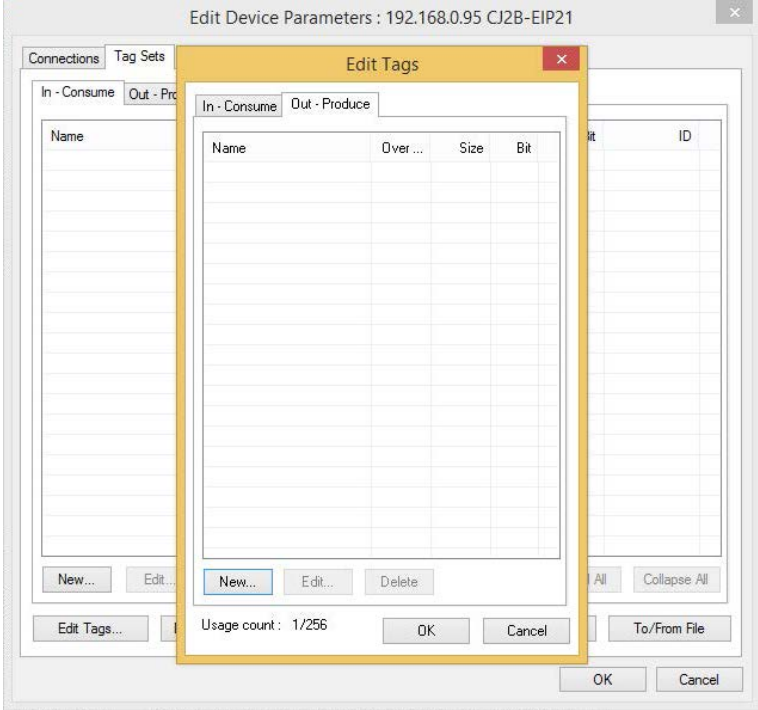 Edit Device Parameters : 192.168.0.95 CJ2B-EIP21
Connections Tag Sets
In - Consume Out - Pro
Name
Bit ID
New... Edit...
All Collapse All
Edit Tags...
To/From File
OK Cancel
Edit Tags
In - Consume Out - Produce
Name Over ... Size Bit
New... Edit... Delete
Usage count : 1/256 OK Cancel